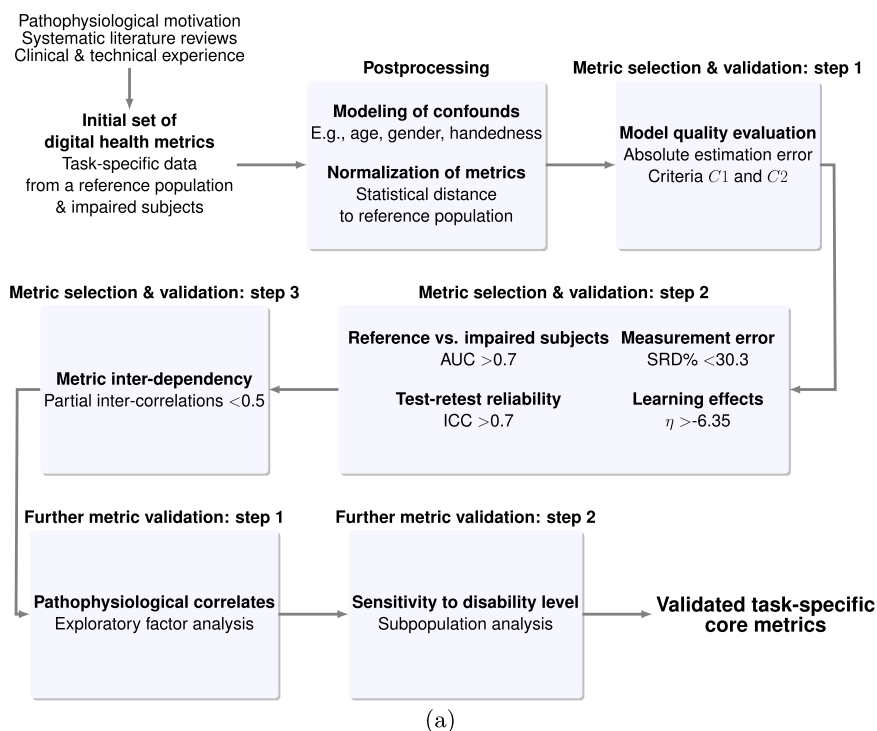 Pathophysiological motivation
Systematic literature reviews
Clinical & technical experience
Initial set of
digital health metrics
Task-specific data
from a reference population
& impaired subjects
Postprocessing
Modeling of confounds
E.g., age, gender, handedness
Normalization of metrics
Statistical distance
to reference population
Metric selection & validation: step 1
Model quality evaluation
Absolute estimation error
Criteria C1 and C2
Metric selection & validation: step 2
Reference vs. impaired subjects
AUC >0.7
Measurement error
SRD% <30.3
Test-retest reliability
ICC >0.7
Learning effects
η >-6.35
Metric selection & validation: step 3
Metric inter-dependency
Partial inter-correlations <0.5
Further metric validation: step 1
Pathophysiological correlates
Exploratory factor analysis
Further metric validation: step 2
Sensitivity to disability level
Subpopulation analysis
Validated task-specific
core metrics
(a)